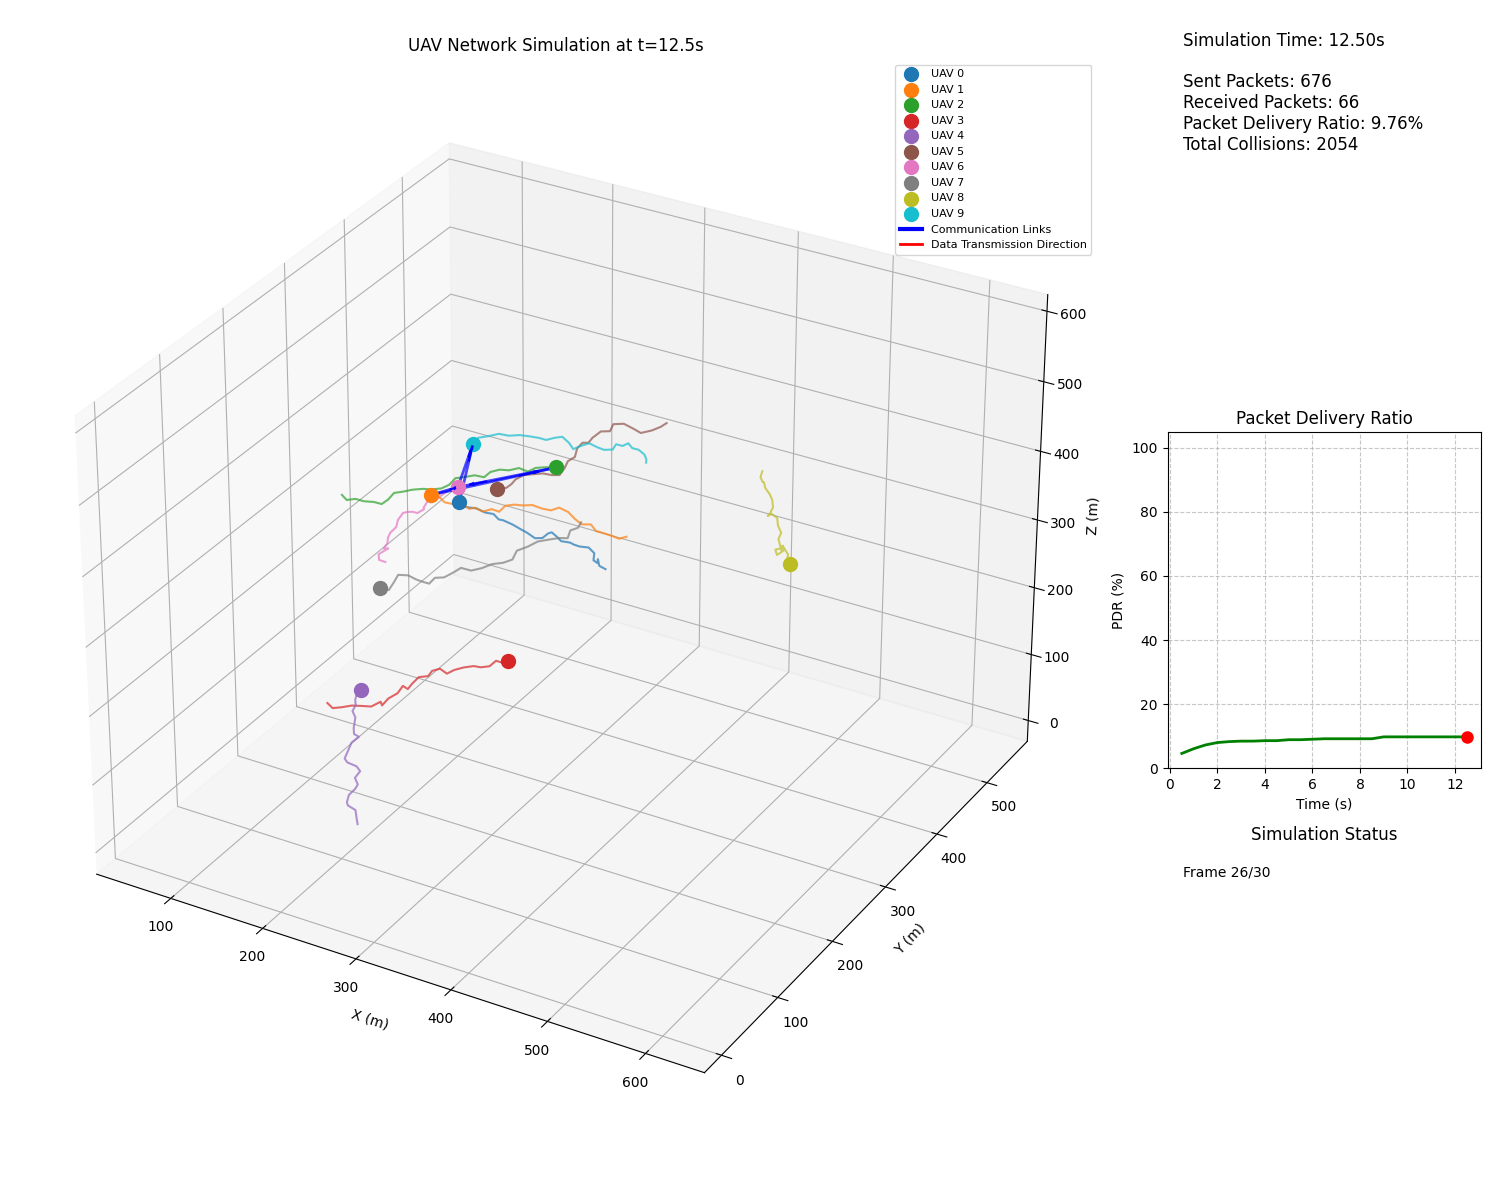 UAV Network Simulation at t=12.5s
UAV 0
UAV 1
UAV 2
UAV 3
UAV 4
UAV 5
UAV 6
UAV 7
UAV 8
UAV 9
Communication Links
Data Transmission Direction
600
500
400
300
200
100
0
Z (m)
100
200
300
400
500
600
X (m)
0
100
200
300
400
500
Y (m)
Simulation Time: 12.50s
Sent Packets: 676
Received Packets: 66
Packet Delivery Ratio: 9.76%
Total Collisions: 2054
Packet Delivery Ratio
100
80
60
40
20
0
PDR (%)
0 2 4 6 8 10 12
Time (s)
Simulation Status
Frame 26/30